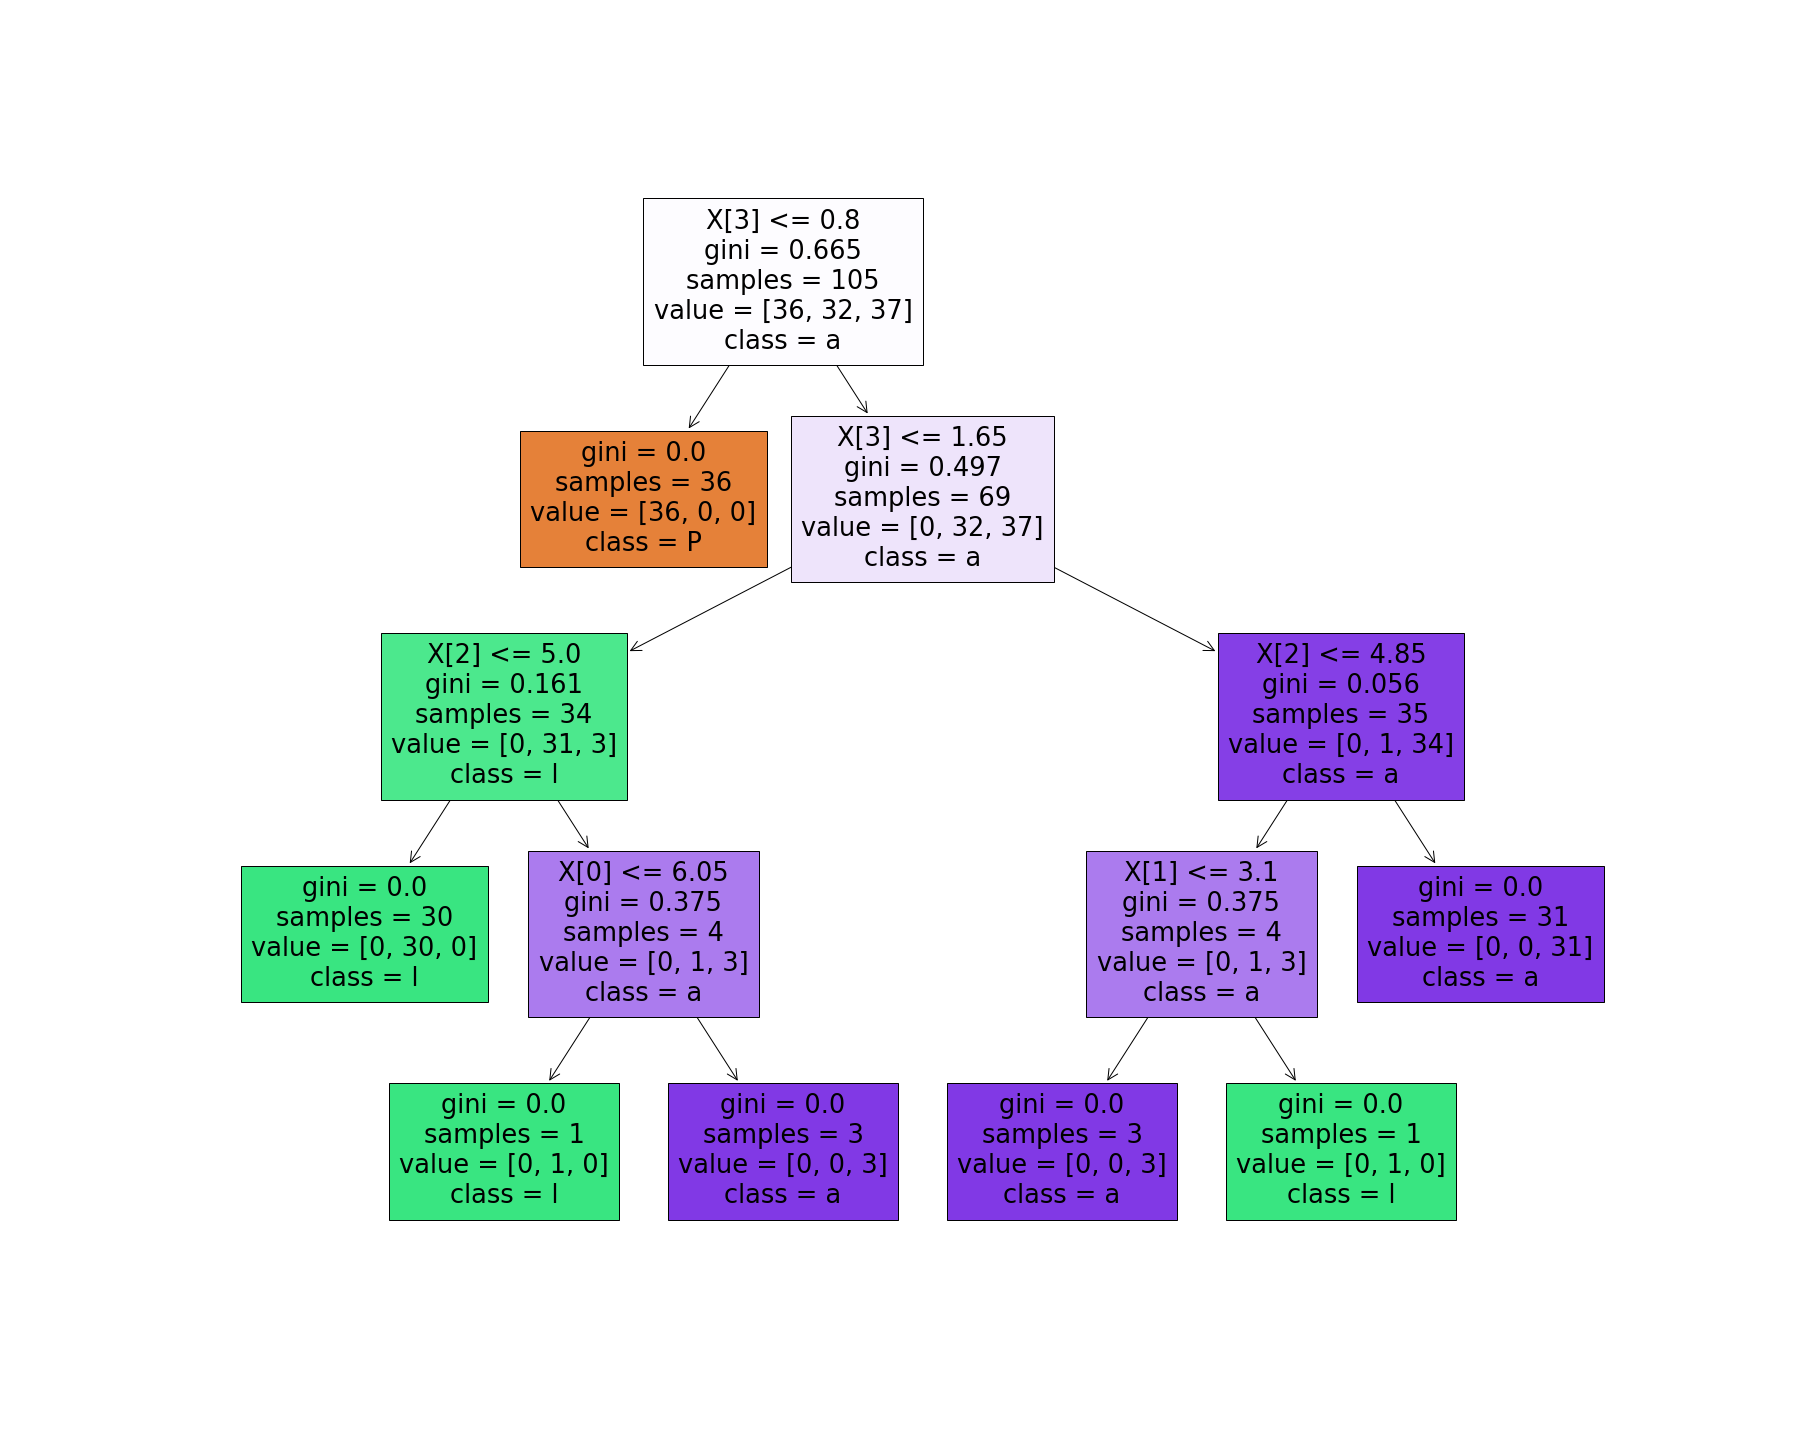 X[3] <= 0.8
gini = 0.665
samples = 105
value = [36, 32, 37]
class = a
gini = 0.0
samples = 36
value = [36, 0, 0]
class = P
X[3] <= 1.65
gini = 0.497
samples = 69
value = [0, 32, 37]
class = a
X[2] <= 5.0
gini = 0.161
samples = 34
value = [0, 31, 3]
class = l
X[2] <= 4.85
gini = 0.056
samples = 35
value = [0, 1, 34]
class = a
gini = 0.0
samples = 30
value = [0, 30, 0]
class = l
X[0] <= 6.05
gini = 0.375
samples = 4
value = [0, 1, 3]
class = a
X[1] <= 3.1
gini = 0.375
samples = 4
value = [0, 1, 3]
class = a
gini = 0.0
samples = 31
value = [0, 0, 31]
class = a
gini = 0.0
samples = 1
value = [0, 1, 0]
class = l
gini = 0.0
samples = 3
value = [0, 0, 3]
class = a
gini = 0.0
samples = 3
value = [0, 0, 3]
class = a
gini = 0.0
samples = 1
value = [0, 1, 0]
class = l